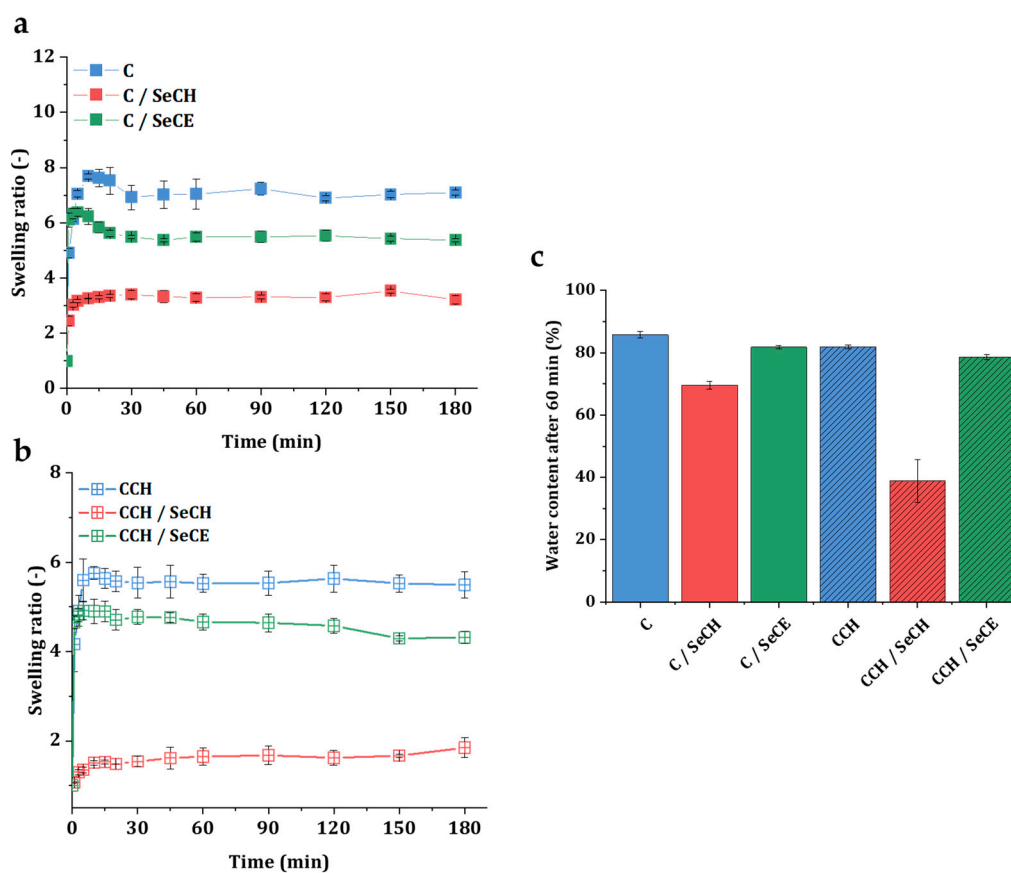 a
12
10
8
6
4
2
0
Swelling ratio (-)
C
C / SeCH
C / SeCE
0 30 60 90 120 150 180
Time (min)
b
8
6
4
2
Swelling ratio (-)
CCH
CCH / SeCH
CCH / SeCE
0 30 60 90 120 150 180
Time (min)
c
100
80
60
40
20
0
Water content after 60 min (%)
C
C / SeCH
C / SeCE
CCH
CCH / SeCH
CCH / SeCE